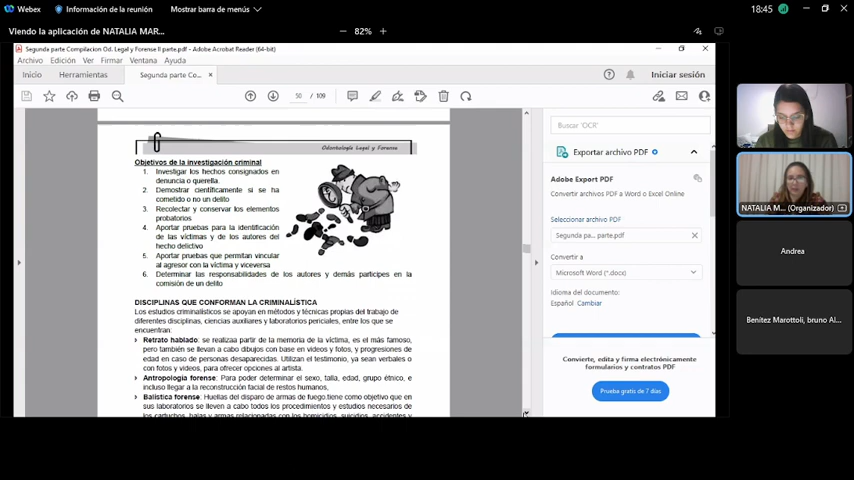 Webex
Información de la reunión
Mostrar barra de menús
18:45
Viendo la aplicación de NATALIA MAR...
82%
Segunda parte Compilacion Od. Legal y Forense II parte.pdf - Adobe Acrobat Reader (64-bit)
Archivo Edición Ver Firmar Ventana Ayuda
Inicio Herramientas Segunda parte Co... ×
Iniciar sesión
50 / 109
Odontología Legal y Forense
Objetivos de la investigación criminal
1. Investigar los hechos consignados en
denuncia o querella.
2. Demostrar científicamente si se ha
cometido o no un delito
3. Recolectar y conservar los elementos
probatorios
4. Aportar pruebas para la identificación
de las víctimas y de los autores del
hecho delictivo
5. Aportar pruebas que permitan vincular
al agresor con la víctima y viceversa
6. Determinar las responsabilidades de los autores y demás participes en la
comisión de un delito
DISCIPLINAS QUE CONFORMAN LA CRIMINALÍSTICA
Los estudios criminalísticos se apoyan en métodos y técnicas propias del trabajo de
diferentes disciplinas, ciencias auxiliares y laboratorios periciales, entre los que se
encuentran:
Retrato hablado: se realizaa partir de la memoria de la víctima, es el más famoso,
pero también se llevan a cabo dibujos con base en videos y fotos, y progresiones de
edad en caso de personas desaparecidas. Utilizan el testimonio, ya sean verbales o
con fotos y videos, para ofrecer opciones al artista.
Antropología forense: Para poder determinar el sexo, talla, edad, grupo étnico, e
incluso llegar a la reconstrucción facial de restos humanos,
Balística forense: Huellas del disparo de armas de fuego.tiene como objetivo que en
sus laboratorios se lleven a cabo todos los procedimientos y estudios necesarios de
los cartuchos, balas y armas relacionadas con los homicidios, suicidios, accidentes y
Buscar 'OCR'
Exportar archivo PDF
Adobe Export PDF
Convertir archivos PDF a Word o Excel Online
Seleccionar archivo PDF
Segunda pa... parte.pdf
Convertir a
Microsoft Word (*.docx)
Idioma del documento:
Español Cambiar
Convierte, edita y firma electrónicamente
formularios y contratos PDF
Prueba gratis de 7 días
NATALIA M... (Organizador)
Andrea
Benítez Marottoli, bruno Al...